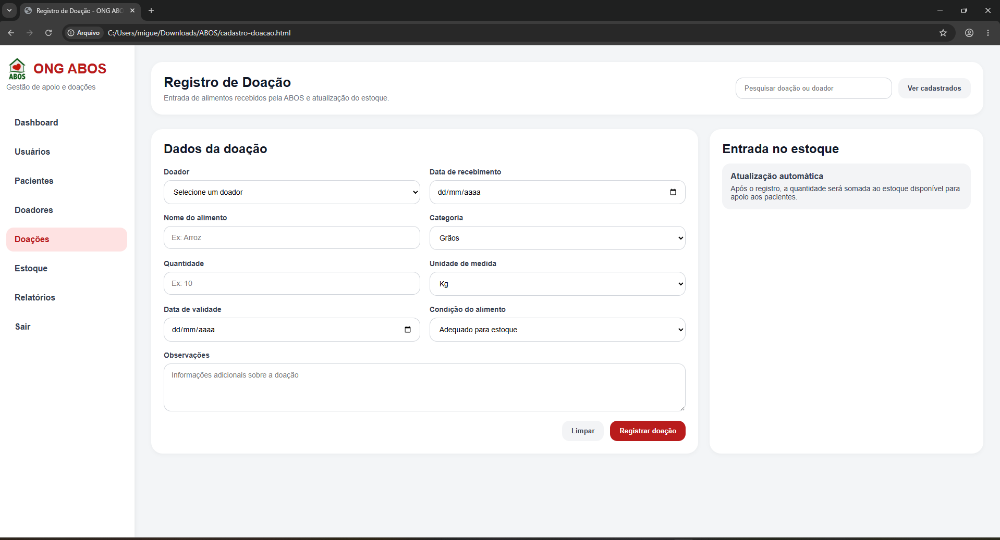 Registro de Doação - ONG ABO
Arquivo
C:/Users/migue/Downloads/ABOS/cadastro-doacao.html
ABOS
ONG ABOS
Gestão de apoio e doações
Dashboard
Usuários
Pacientes
Doadores
Doações
Estoque
Relatórios
Sair
Registro de Doação
Entrada de alimentos recebidos pela ABOS e atualização do estoque.
Pesquisar doação ou doador
Ver cadastrados
Dados da doação
Doador
Data de recebimento
Selecione um doador
dd/mm/aaaa
Nome do alimento
Categoria
Ex: Arroz
Grãos
Quantidade
Unidade de medida
Ex: 10
Kg
Data de validade
Condição do alimento
dd/mm/aaaa
Adequado para estoque
Observações
Informações adicionais sobre a doação
Limpar
Registrar doação
Entrada no estoque
Atualização automática
Após o registro, a quantidade será somada ao estoque disponível para
apoio aos pacientes.